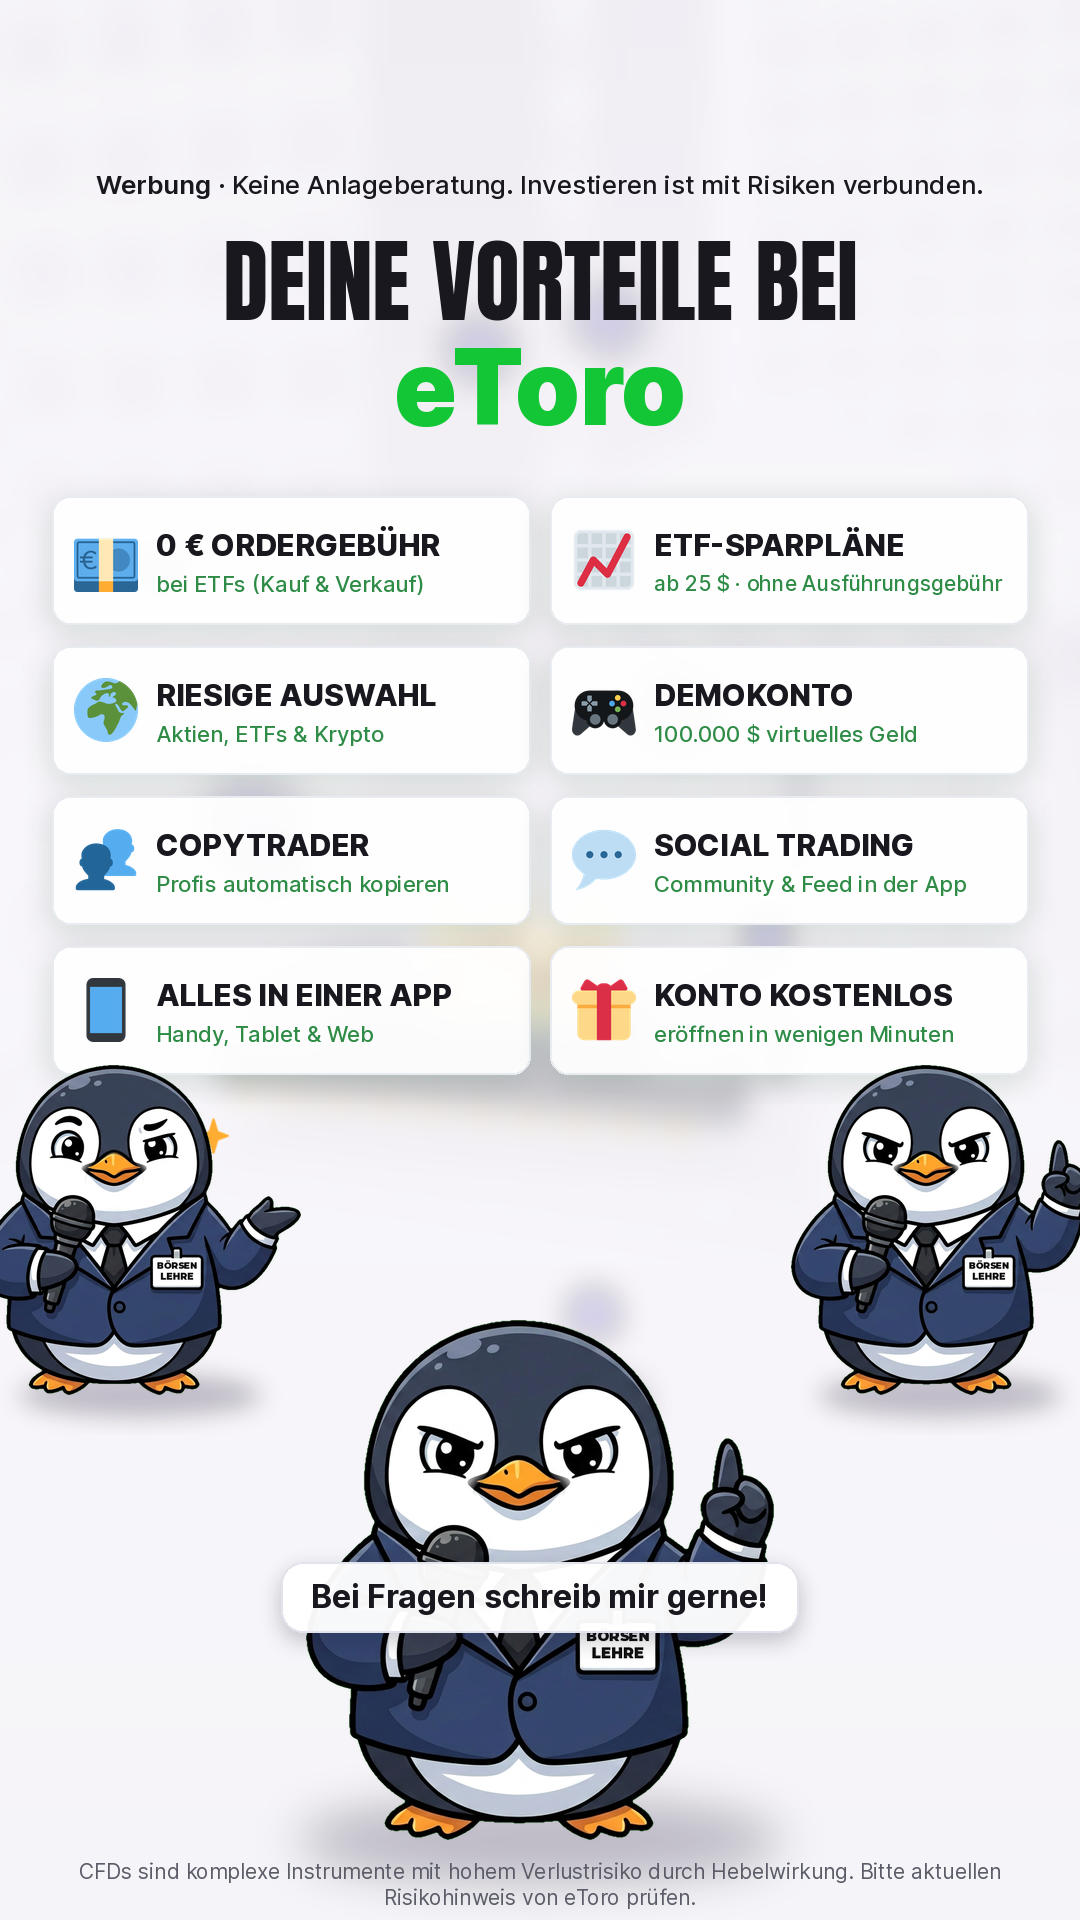 Werbung · Keine Anlageberatung. Investieren ist mit Risiken verbunden.
DEINE VORTEILE BEI
eToro
0 € ORDERGEBÜHR
bei ETFs (Kauf & Verkauf)
ETF-SPARPLÄNE
ab 25 $ · ohne Ausführungsgebühr
RIESIGE AUSWAHL
Aktien, ETFs & Krypto
DEMOKONTO
100.000 $ virtuelles Geld
COPYTRADER
Profis automatisch kopieren
SOCIAL TRADING
Community & Feed in der App
ALLES IN EINER APP
Handy, Tablet & Web
KONTO KOSTENLOS
eröffnen in wenigen Minuten
BÖRSEN
LEHRE
BÖRSEN
LEHRE
Bei Fragen schreib mir gerne!
BÖRSEN
LEHRE
CFDs sind komplexe Instrumente mit hohem Verlustrisiko durch Hebelwirkung. Bitte aktuellen
Risikohinweis von eToro prüfen.